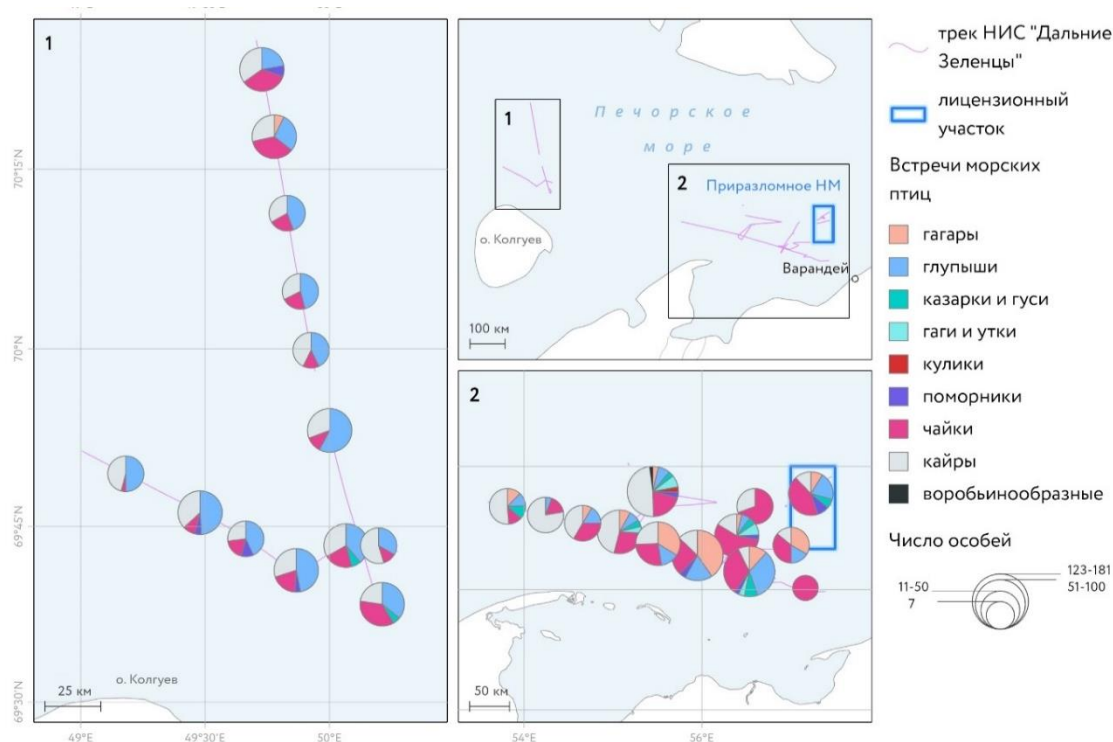 1
70°15'N
70°N
69°45'N
69°30'N
о. Колгуев
25 км
49°E
49°30'E
50°E
Печорское
море
1
2
Приразломное НМ
о. Колгуев
Варандей
100 км
2
50 км
54°E
56°E
трек НИС "Дальние
Зеленцы"
лицензионный
участок
Встречи морских
птиц
гагары
глупыши
казарки и гуси
гаги и утки
кулики
поморники
чайки
кайры
воробьинообразные
Число особей
123-181
51-100
11-50
7